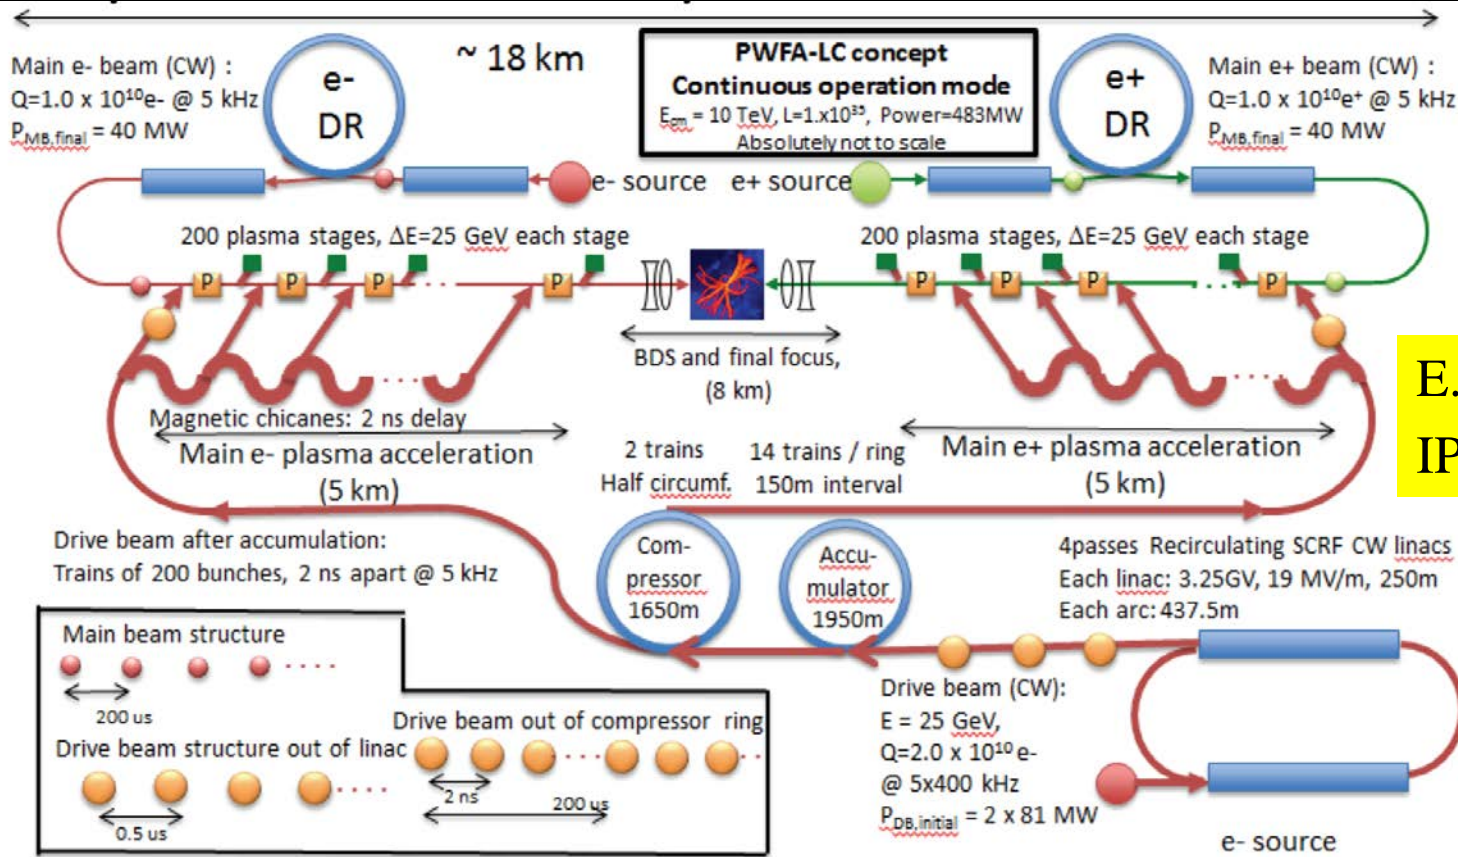 ~ 18 km
PWFA-LC concept
Continuous operation mode
E_cm = 10 TeV, L=1.x10³⁵, Power=483MW
Absolutely not to scale
Main e- beam (CW) :
Q=1.0 x 10¹⁰e- @ 5 kHz
P_MB,final = 40 MW
e-
DR
e+
DR
Main e+ beam (CW) :
Q=1.0 x 10¹⁰e⁺ @ 5 kHz
P_MB,final = 40 MW
e- source
e+ source
200 plasma stages, ΔE=25 GeV each stage
200 plasma stages, ΔE=25 GeV each stage
P
P
P
P
P
P
P
P
BDS and final focus,
(8 km)
E.
IP
Magnetic chicanes: 2 ns delay
Main e- plasma acceleration
(5 km)
2 trains
Half circumf.
14 trains / ring
150m interval
Main e+ plasma acceleration
(5 km)
Drive beam after accumulation:
Trains of 200 bunches, 2 ns apart @ 5 kHz
Com-
pressor
1650m
Accu-
mulator
1950m
4passes Recirculating SCRF CW linacs
Each linac: 3.25GV, 19 MV/m, 250m
Each arc: 437.5m
Main beam structure
200 us
Drive beam structure out of linac
0.5 us
Drive beam out of compressor ring
2 ns
200 us
Drive beam (CW):
E = 25 GeV,
Q=2.0 x 10¹⁰ e-
@ 5x400 kHz
P_DB,initial = 2 x 81 MW
e- source